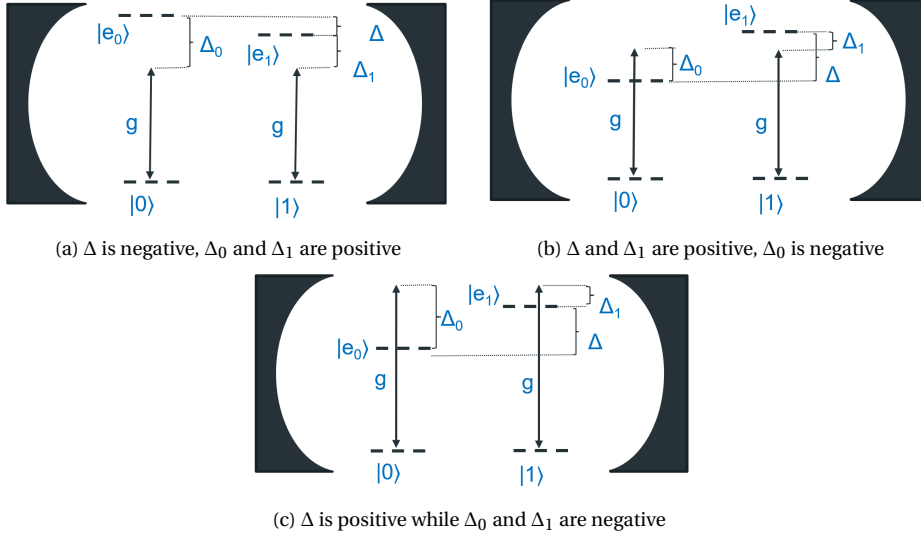 |e₀⟩
Δ₀
Δ
|e₁⟩
Δ₁
g
g
|0⟩
|1⟩
(a) Δ is negative, Δ₀ and Δ₁ are positive
|e₁⟩
Δ₁
|e₀⟩
Δ₀
Δ
g
g
|0⟩
|1⟩
(b) Δ and Δ₁ are positive, Δ₀ is negative
|e₁⟩
Δ₀
Δ₁
|e₀⟩
Δ
g
g
|0⟩
|1⟩
(c) Δ is positive while Δ₀ and Δ₁ are negative